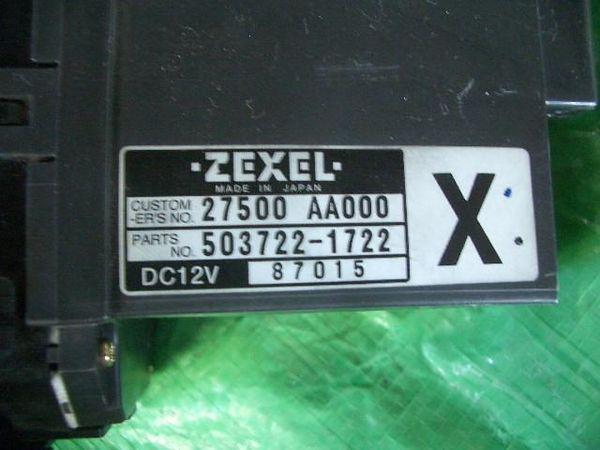 ·ZEXEL·
MADE IN JAPAN
CUSTOM
-ER'S NO. 27500 AA000
PARTS
NO. 503722-1722
DC12V 87015
X